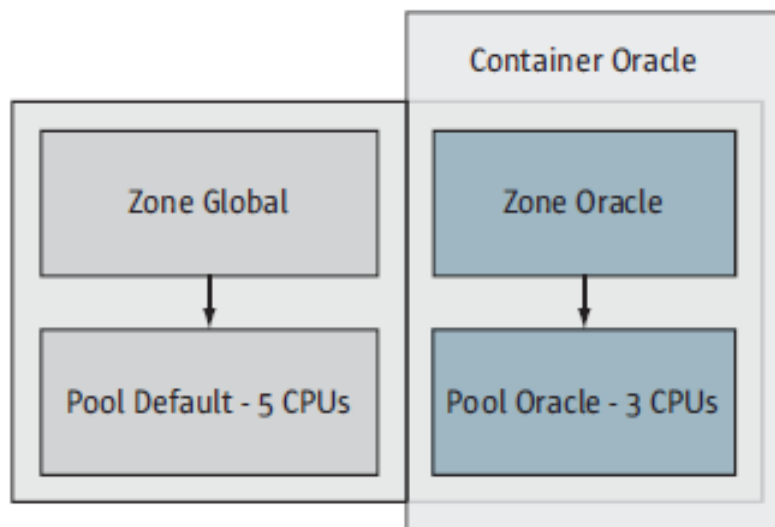 Container Oracle
Zone Global
Zone Oracle
Pool Default - 5 CPUs
Pool Oracle - 3 CPUs